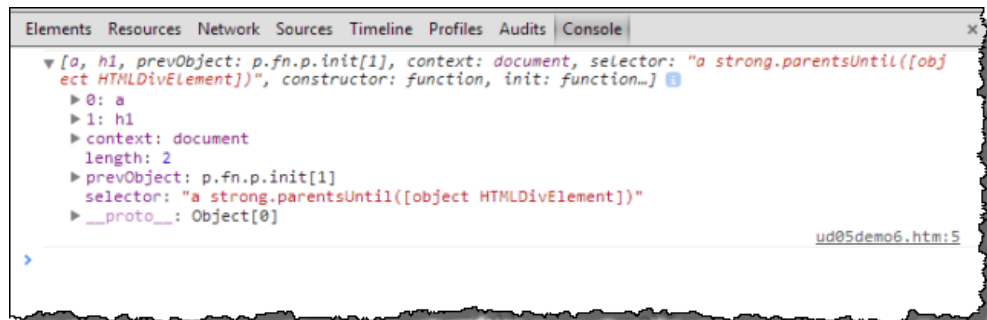 Elements Resources Network Sources Timeline Profiles Audits Console ×
▼ [a, h1, prevObject: p.fn.p.init[1], context: document, selector: "a strong.parentsUntil([obj
ect HTMLDivElement])", constructor: function, init: function…] i
▶ 0: a
▶ 1: h1
▶ context: document
length: 2
▶ prevObject: p.fn.p.init[1]
selector: "a strong.parentsUntil([object HTMLDivElement])"
▶ __proto__: Object[0]
ud05demo6.htm:5
>